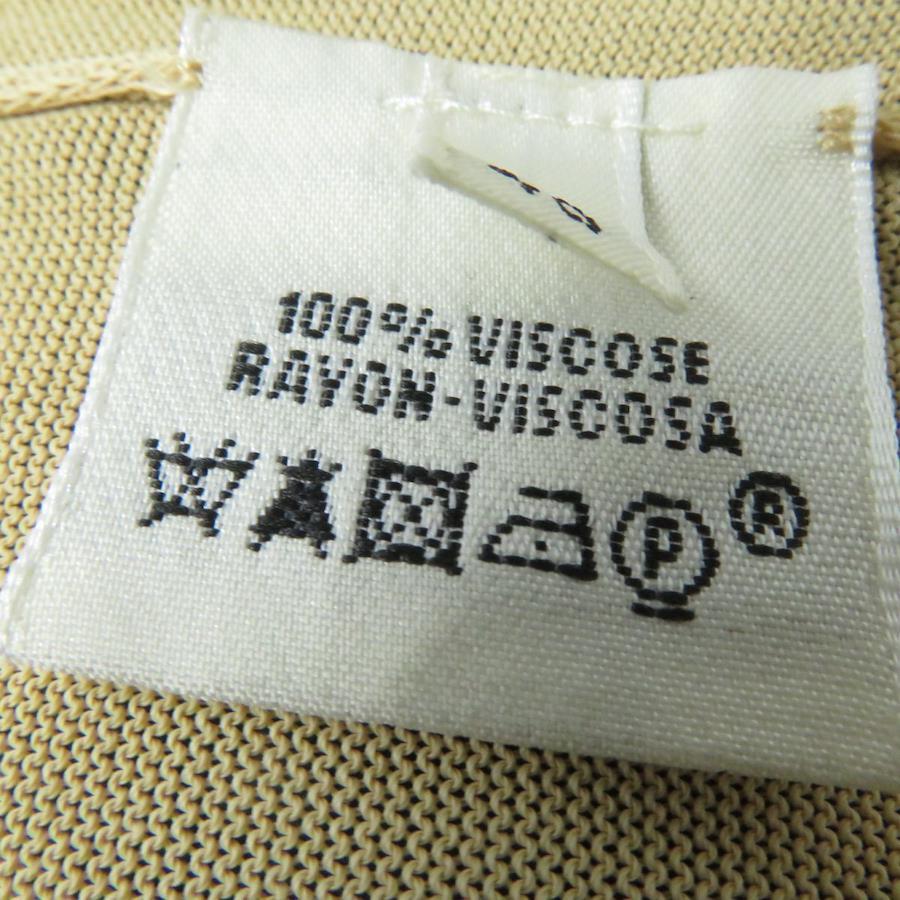 100% VISCOSE
RAYON-VISCOSA
P
®